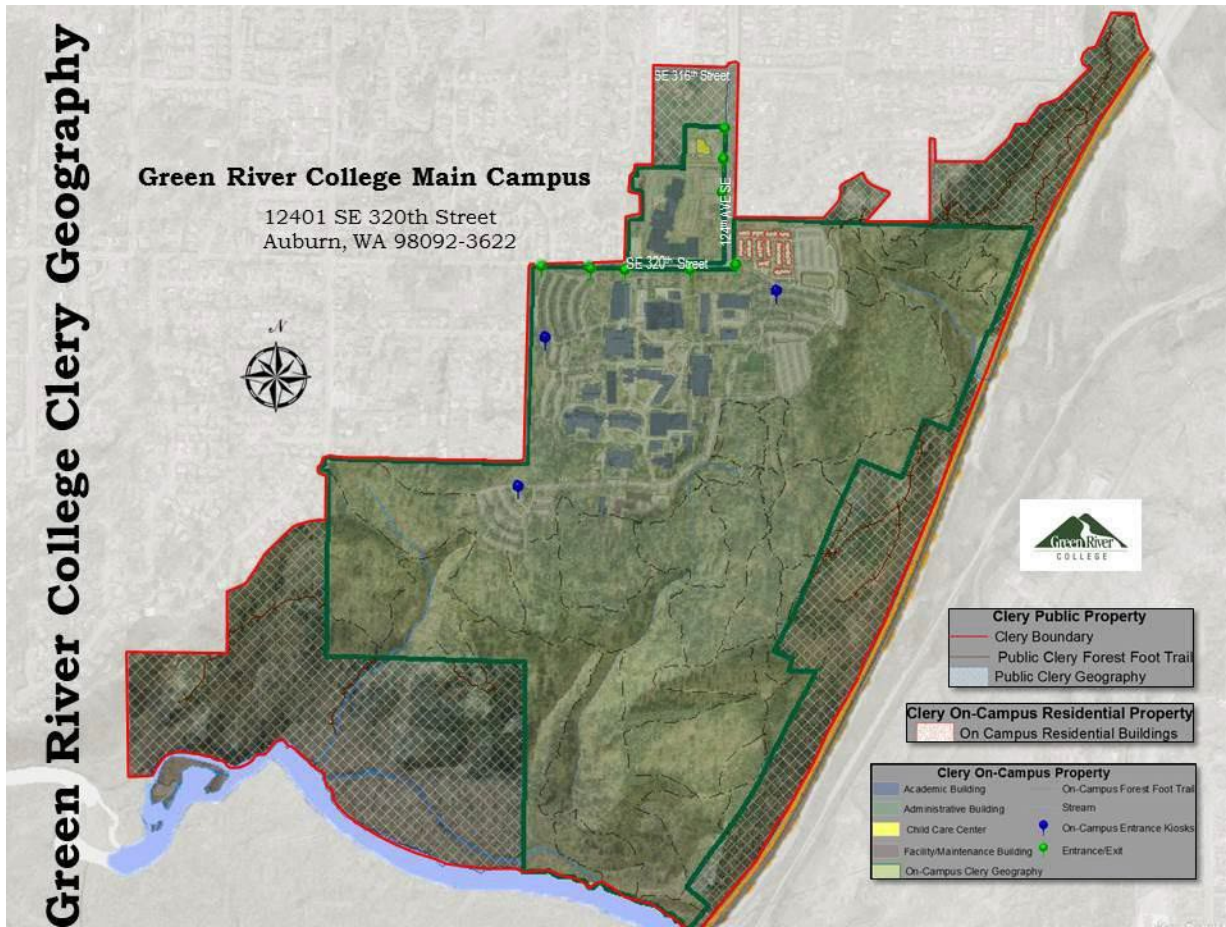 Green River College Clery Geography
Green River College Main Campus
12401 SE 320th Street
Auburn, WA 98092-3622
N
SE 316th Street
124th AVE SE
SE 320th Street
Green River
COLLEGE
Clery Public Property
Clery Boundary
Public Clery Forest Foot Trail
Public Clery Geography
Clery On-Campus Residential Property
On Campus Residential Buildings
Clery On-Campus Property
Academic Building
Administrative Building
Child Care Center
Facility/Maintenance Building
On-Campus Clery Geography
On-Campus Forest Foot Trail
Stream
On-Campus Entrance Kiosks
Entrance/Exit